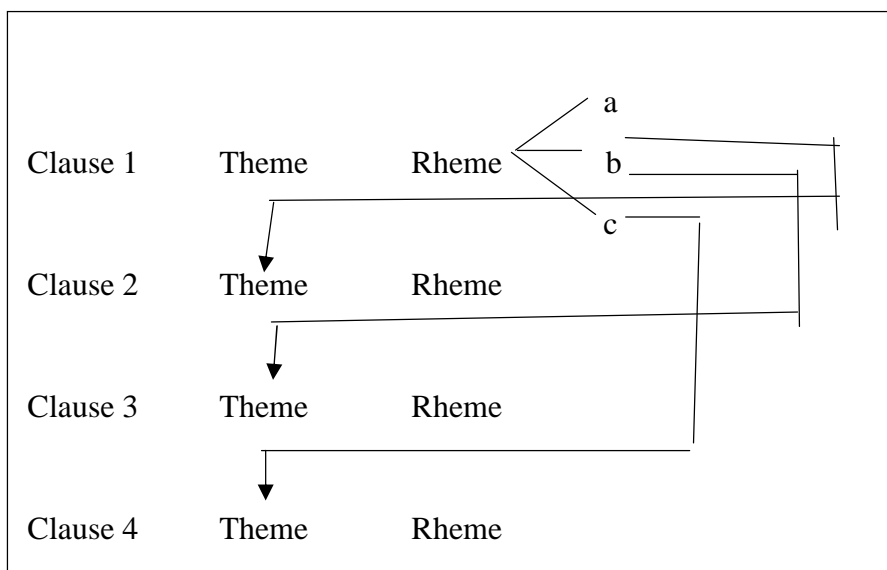 a
Clause 1 Theme Rheme b
c
Clause 2 Theme Rheme
Clause 3 Theme Rheme
Clause 4 Theme Rheme